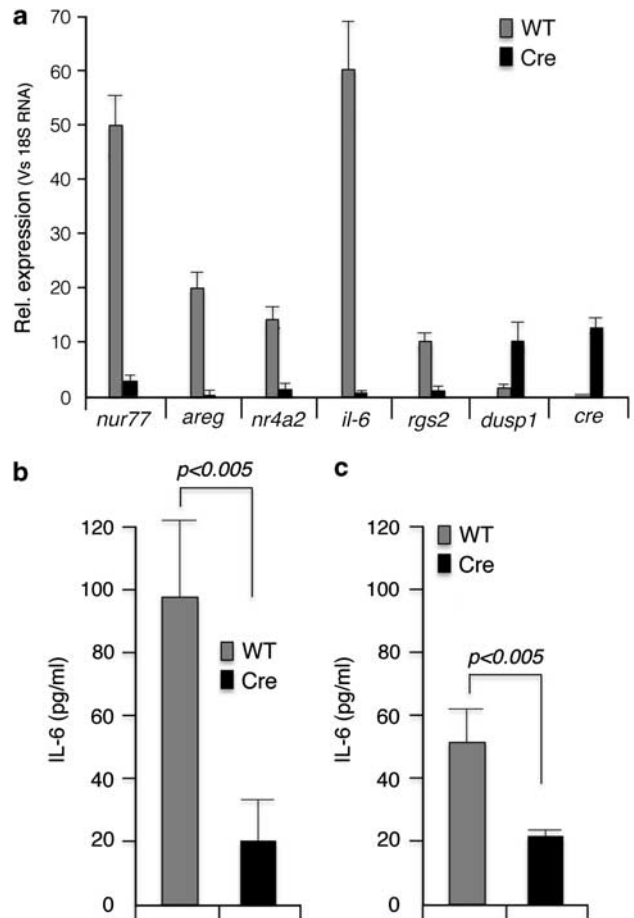 a
Rel. expression (Vs 18S RNA)
70
60
50
40
30
20
10
0
WT
Cre
nur77 areg nr4a2 il-6 rgs2 dusp1 cre
b
p<0.005
IL-6 (pg/ml)
120
100
80
60
40
20
0
WT
Cre
c
p<0.005
IL-6 (pg/ml)
120
100
80
60
40
20
0
WT
Cre